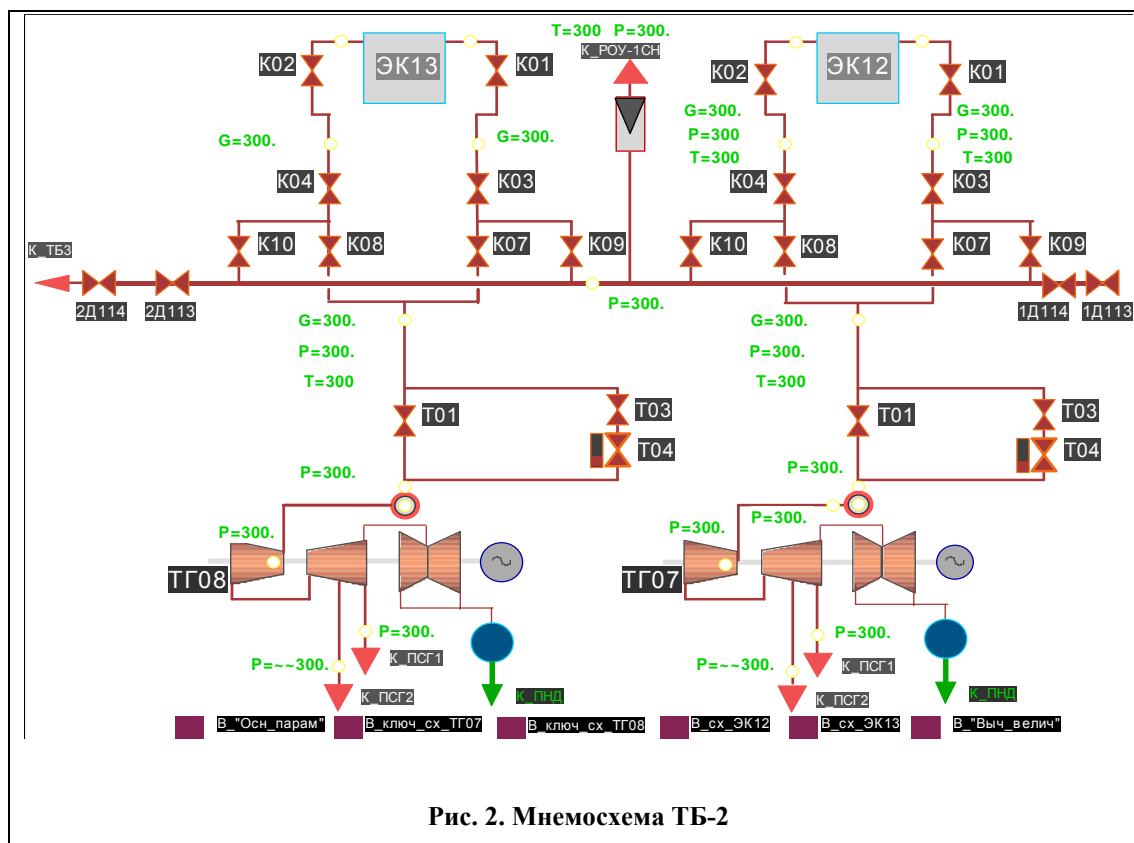 T=300 P=300.
К_РОУ-1СН
К02
ЭК13
К01
К02
ЭК12
К01
G=300.
G=300.
P=300
P=300.
T=300
T=300
G=300.
G=300.
К04
К03
К04
К03
К10
К08
К07
К09
К10
К08
К07
К09
К_ТБ3
2Д114
2Д113
P=300.
1Д114
1Д113
G=300.
G=300.
P=300.
P=300.
T=300
T=300
Т01
Т03
Т01
Т03
Т04
Т04
P=300.
P=300.
P=300.
P=300.
P=300.
ТГ08
ТГ07
P=300.
P=300.
P=~~300.
К_ПСГ1
P=~~300.
К_ПСГ1
К_ПСГ2
К_ПНД
К_ПСГ2
К_ПНД
В_"Осн_парам"
В_ключ_сх_ТГ07
В_ключ_сх_ТГ08
В_сх_ЭК12
В_сх_ЭК13
В_"Выч_велич"
Рис. 2. Мнемосхема ТБ-2